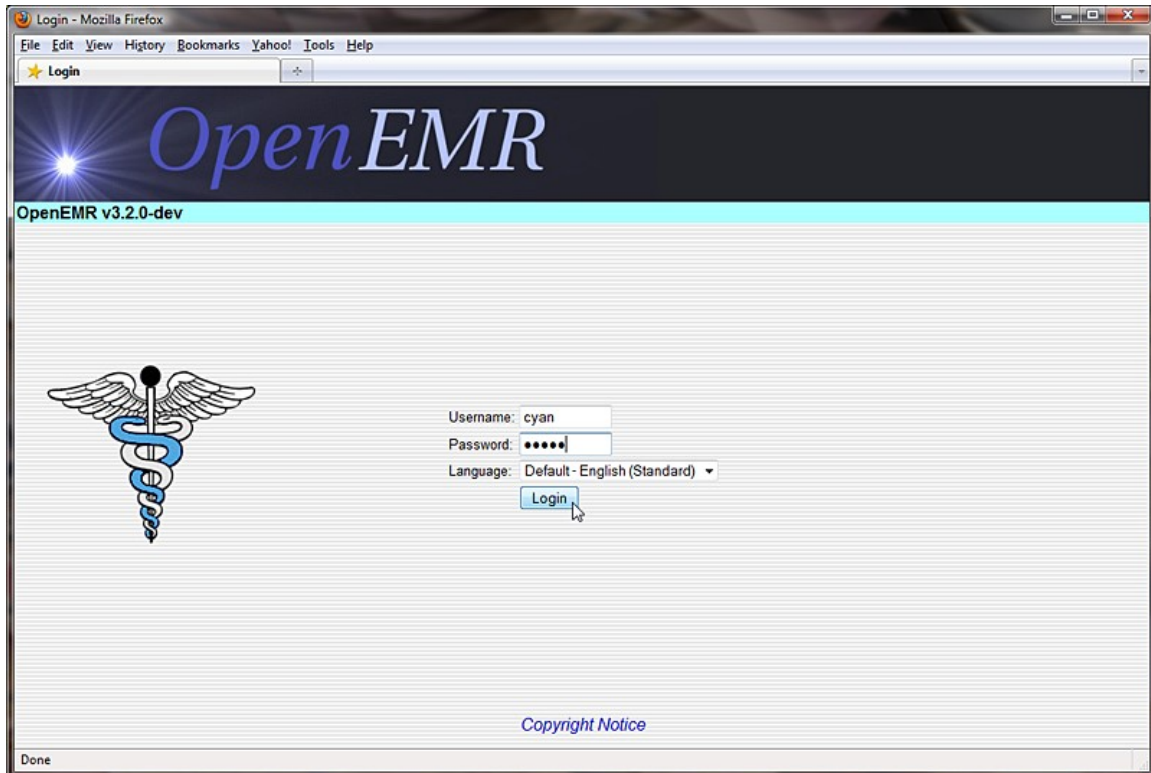 Login - Mozilla Firefox
File Edit View History Bookmarks Yahoo! Tools Help
Login
OpenEMR
OpenEMR v3.2.0-dev
Username: cyan
Password: •••••
Language: Default - English (Standard)
Login
Copyright Notice
Done